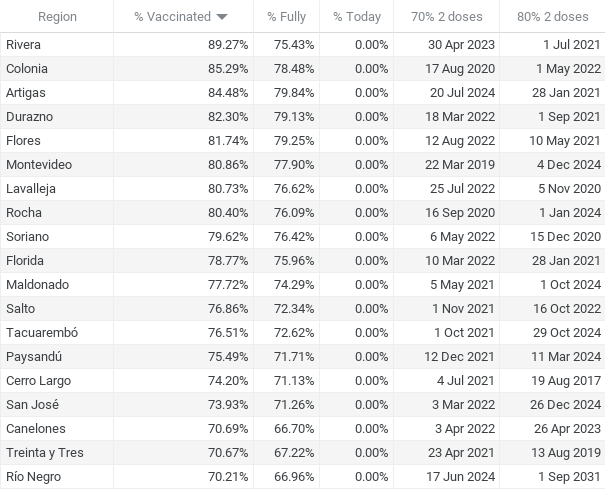 Region % Vaccinated % Fully % Today 70% 2 doses 80% 2 doses
Rivera 89.27% 75.43% 0.00% 30 Apr 2023 1 Jul 2021
Colonia 85.29% 78.48% 0.00% 17 Aug 2020 1 May 2022
Artigas 84.48% 79.84% 0.00% 20 Jul 2024 28 Jan 2021
Durazno 82.30% 79.13% 0.00% 18 Mar 2022 1 Sep 2021
Flores 81.74% 79.25% 0.00% 12 Aug 2022 10 May 2021
Montevideo 80.86% 77.90% 0.00% 22 Mar 2019 4 Dec 2024
Lavalleja 80.73% 76.62% 0.00% 25 Jul 2022 5 Nov 2020
Rocha 80.40% 76.09% 0.00% 16 Sep 2020 1 Jan 2024
Soriano 79.62% 76.42% 0.00% 6 May 2022 15 Dec 2020
Florida 78.77% 75.96% 0.00% 10 Mar 2022 28 Jan 2021
Maldonado 77.72% 74.29% 0.00% 5 May 2021 1 Oct 2024
Salto 76.86% 72.34% 0.00% 1 Nov 2021 16 Oct 2022
Tacuarembó 76.51% 72.62% 0.00% 1 Oct 2021 29 Oct 2024
Paysandú 75.49% 71.71% 0.00% 12 Dec 2021 11 Mar 2024
Cerro Largo 74.20% 71.13% 0.00% 4 Jul 2021 19 Aug 2017
San José 73.93% 71.26% 0.00% 3 Mar 2022 26 Dec 2024
Canelones 70.69% 66.70% 0.00% 3 Apr 2022 26 Apr 2023
Treinta y Tres 70.67% 67.22% 0.00% 23 Apr 2021 13 Aug 2019
Río Negro 70.21% 66.96% 0.00% 17 Jun 2024 1 Sep 2031